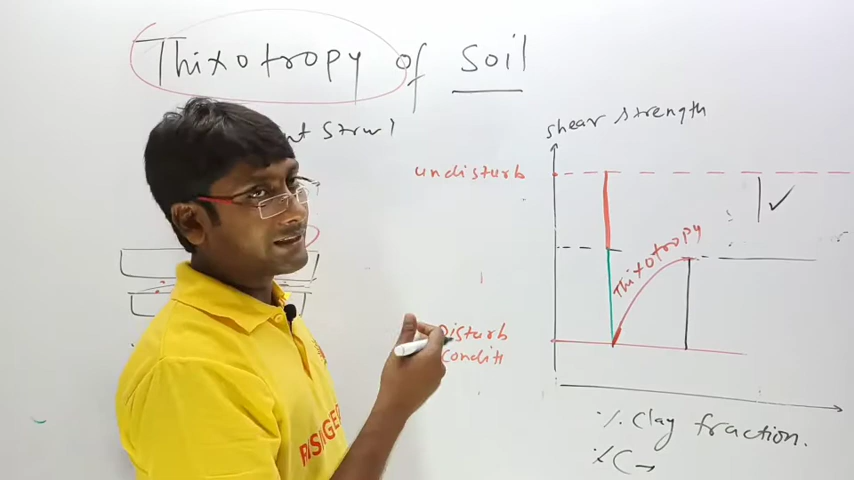 Thixotropy of Soil
shear strength
undisturb
Thixotropy
Disturb
conditi
% Clay fraction.
% C →